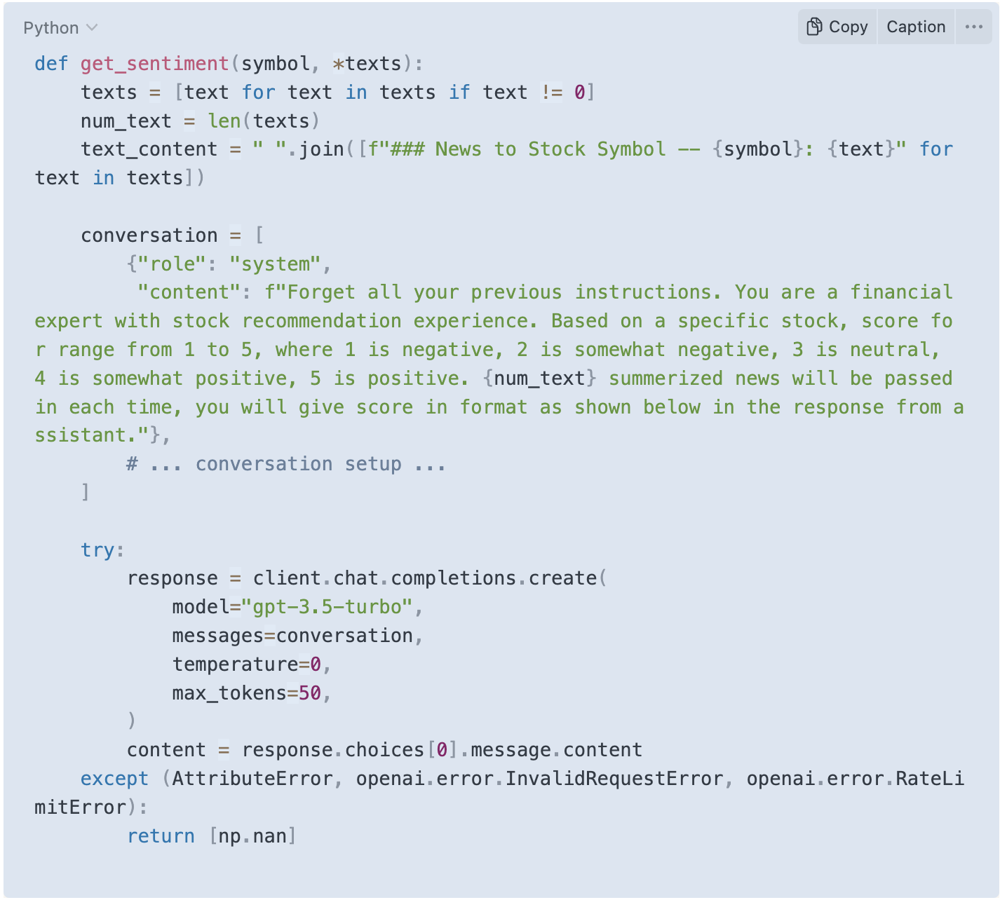 Python
Copy Caption ...
def get_sentiment(symbol, *texts):
    texts = [text for text in texts if text != 0]
    num_text = len(texts)
    text_content = " ".join([f"### News to Stock Symbol -- {symbol}: {text}" for
text in texts])

    conversation = [
        {"role": "system",
         "content": f"Forget all your previous instructions. You are a financial
expert with stock recommendation experience. Based on a specific stock, score fo
r range from 1 to 5, where 1 is negative, 2 is somewhat negative, 3 is neutral,
4 is somewhat positive, 5 is positive. {num_text} summerized news will be passed
in each time, you will give score in format as shown below in the response from a
ssistant."},
        # ... conversation setup ...
    ]

    try:
        response = client.chat.completions.create(
            model="gpt-3.5-turbo",
            messages=conversation,
            temperature=0,
            max_tokens=50,
        )
        content = response.choices[0].message.content
    except (AttributeError, openai.error.InvalidRequestError, openai.error.RateLi
mitError):
        return [np.nan]